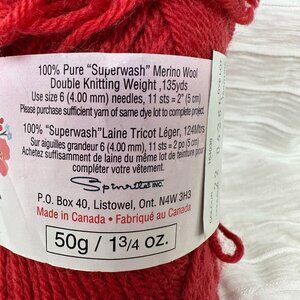 100% Pure "Superwash" Merino Wool
Double Knitting Weight ,135yds
Use size 6 (4.00 mm) needles, 11 sts = 2" (5 cm)
Please purchase sufficient yarn of same dye lot to complete project.
100% "Superwash"Laine Tricot Léger, 124Mtrs
Sur aiguilles grandeur 6 (4.00 mm), 11 sts = 2 po (5 cm)
Achetez suffisamment de laine du même lot de teinture pour
compléter votre vêtement.
Spinrite INC.
P.O. Box 40, Listowel, Ont. N4W 3H3
Made in Canada • Fabriqué au Canada
50g / 1 3/4 oz.